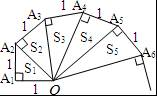 A₃ 1 A₄
1
1 A₅
A₂
S₃ S₄
1
S₂
S₅
1
S₁
A₆
A₁
1 O